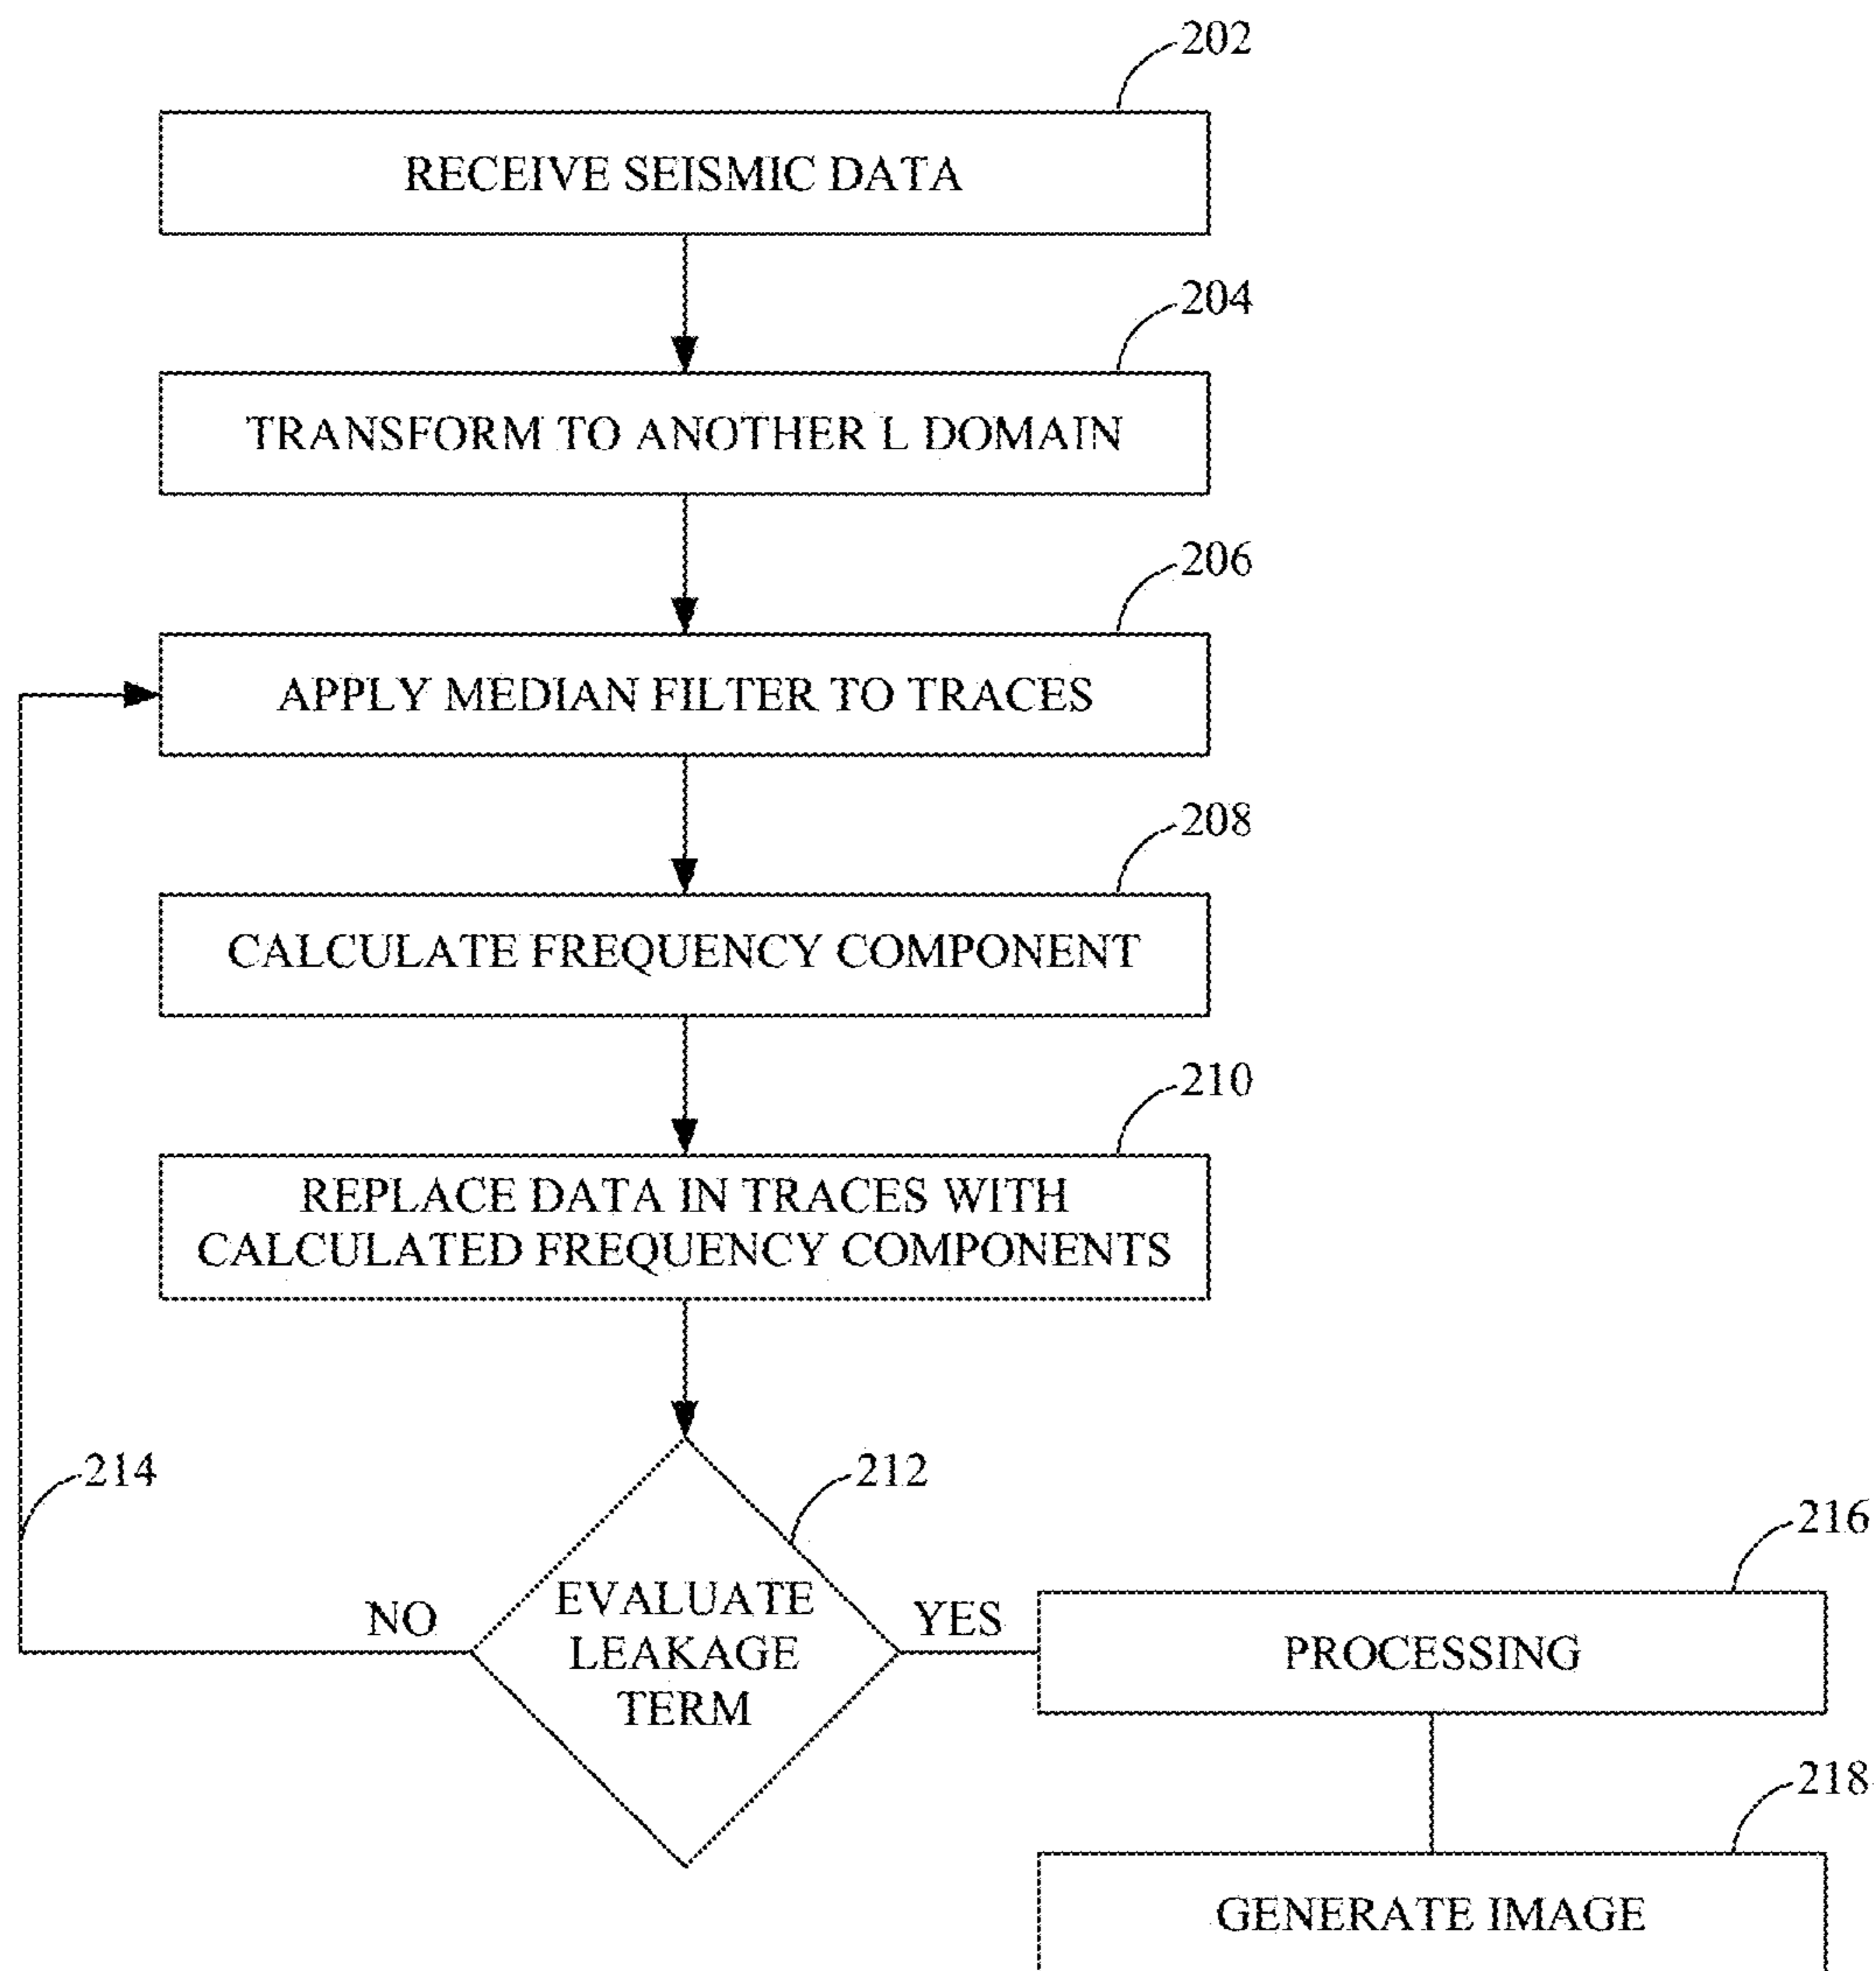 202
RECEIVE SEISMIC DATA
204
TRANSFORM TO ANOTHER L DOMAIN
206
APPLY MEDIAN FILTER TO TRACES
208
CALCULATE FREQUENCY COMPONENT
210
REPLACE DATA IN TRACES WITH
CALCULATED FREQUENCY COMPONENTS
214
212
NO
EVALUATE
LEAKAGE
TERM
YES
216
PROCESSING
218
GENERATE IMAGE